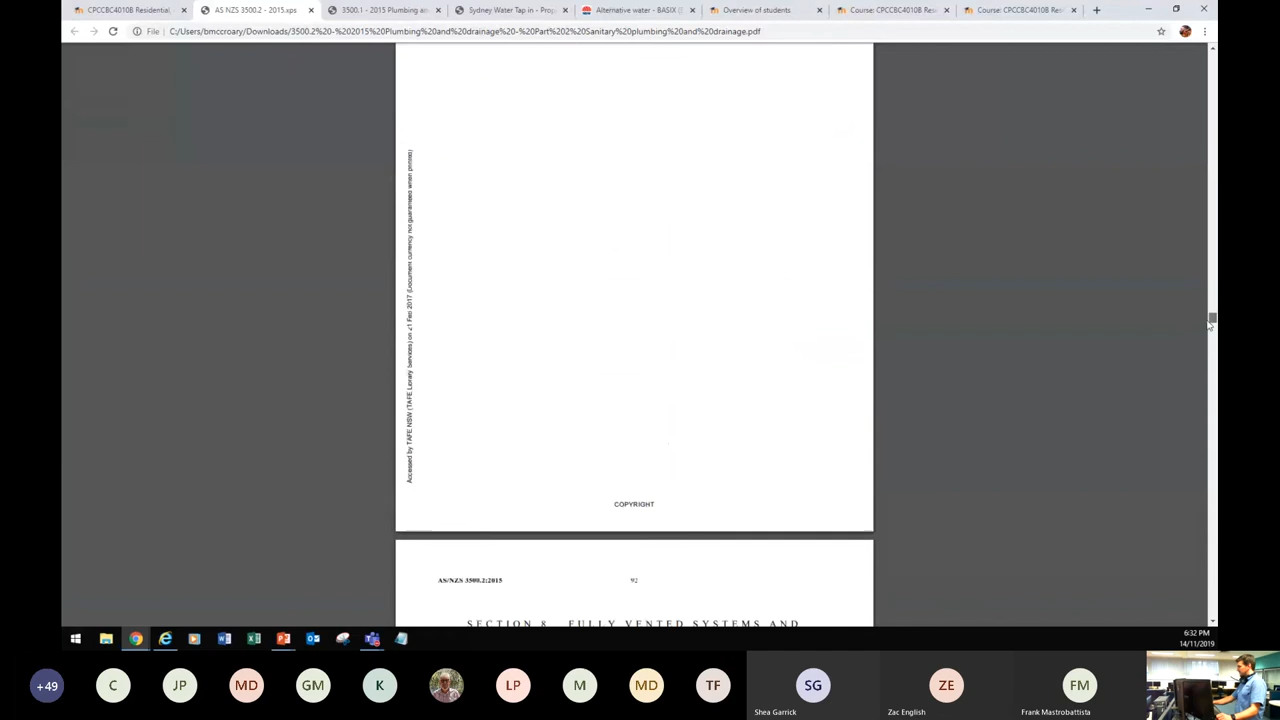 CPCCBC4010B Residential,
AS NZS 3500.2 - 2015.xps
3500.1 - 2015 Plumbing an
Sydney Water Tap in - Prop
Alternative water - BASIX (
Overview of students
Course: CPCCBC4010B Resi
Course: CPCCBC4010B Resi
File
C:/Users/bmccroary/Downloads/3500.2%20-%202015%20Plumbing%20and%20drainage%20-%20Part%202%20Sanitary%20plumbing%20and%20drainage.pdf
Accessed by TAFE NSW (TAFE Library Services) on 21 Feb 2017 (Document currency not guaranteed when printed)
COPYRIGHT
AS/NZS 3500.2:2015
92
SECTION 8 FULLY VENTED SYSTEMS AND
6:32 PM
14/11/2019
+49
C
JP
MD
GM
K
LP
M
MD
TF
SG
Shea Garrick
ZE
Zac English
FM
Frank Mastrobattista